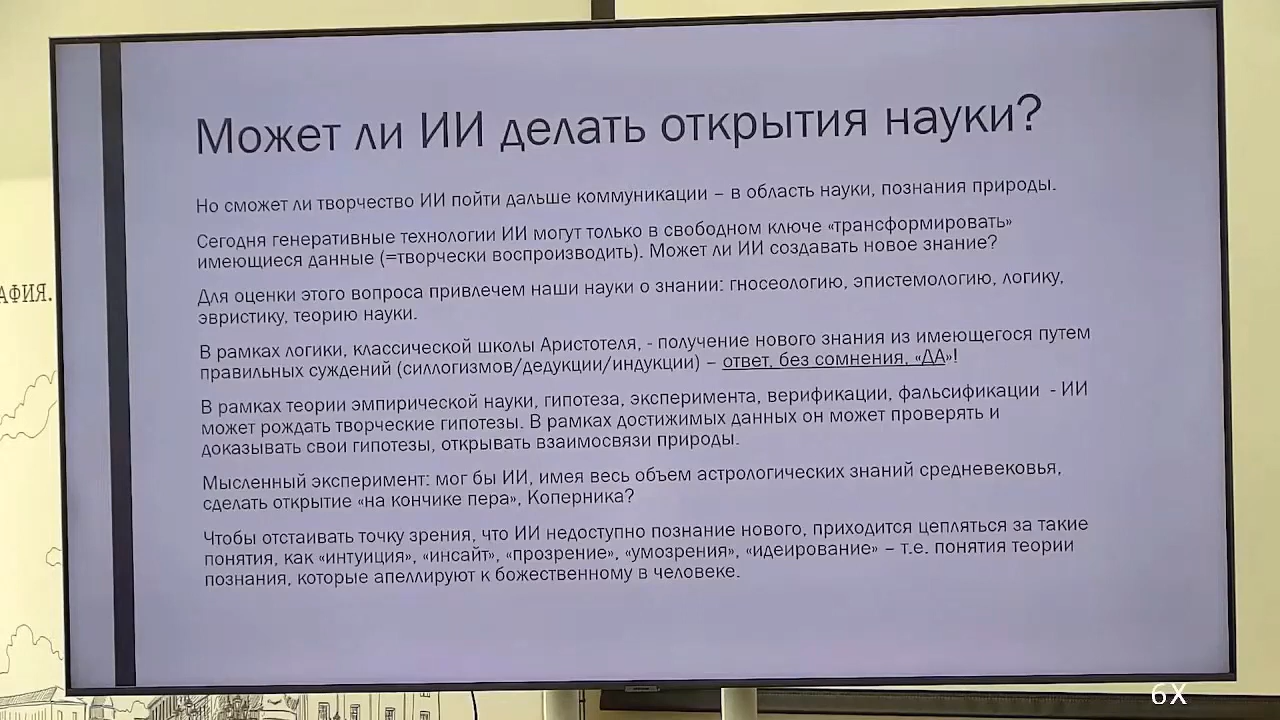 Может ли ИИ делать открытия науки?
Но сможет ли творчество ИИ пойти дальше коммуникации – в область науки, познания природы.
Сегодня генеративные технологии ИИ могут только в свободном ключе «трансформировать»
имеющиеся данные (=творчески воспроизводить). Может ли ИИ создавать новое знание?
Для оценки этого вопроса привлечем наши науки о знании: гносеологию, эпистемологию, логику,
эвристику, теорию науки.
АФИЯ.
В рамках логики, классической школы Аристотеля, - получение нового знания из имеющегося путем
правильных суждений (силлогизмов/дедукции/индукции) – ответ, без сомнения, «ДА»!
В рамках теории эмпирической науки, гипотеза, эксперимента, верификации, фальсификации - ИИ
может рождать творческие гипотезы. В рамках достижимых данных он может проверять и
доказывать свои гипотезы, открывать взаимосвязи природы.
Мысленный эксперимент: мог бы ИИ, имея весь объем астрологических знаний средневековья,
сделать открытие «на кончике пера», Коперника?
Чтобы отстаивать точку зрения, что ИИ недоступно познание нового, приходится цепляться за такие
понятия, как «интуиция», «инсайт», «прозрение», «умозрения», «идеирование» – т.е. понятия теории
познания, которые апеллируют к божественному в человеке.
6X